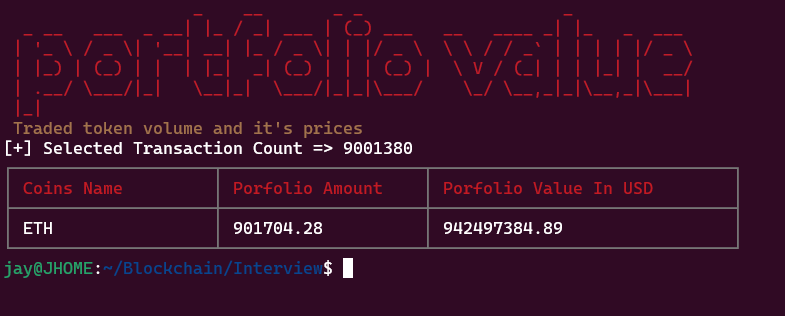 portfolio value
Traded token volume and it's prices
[+] Selected Transaction Count => 9001380
Coins Name Porfolio Amount Porfolio Value In USD
ETH 901704.28 942497384.89
jay@JHOME:~/Blockchain/Interview$